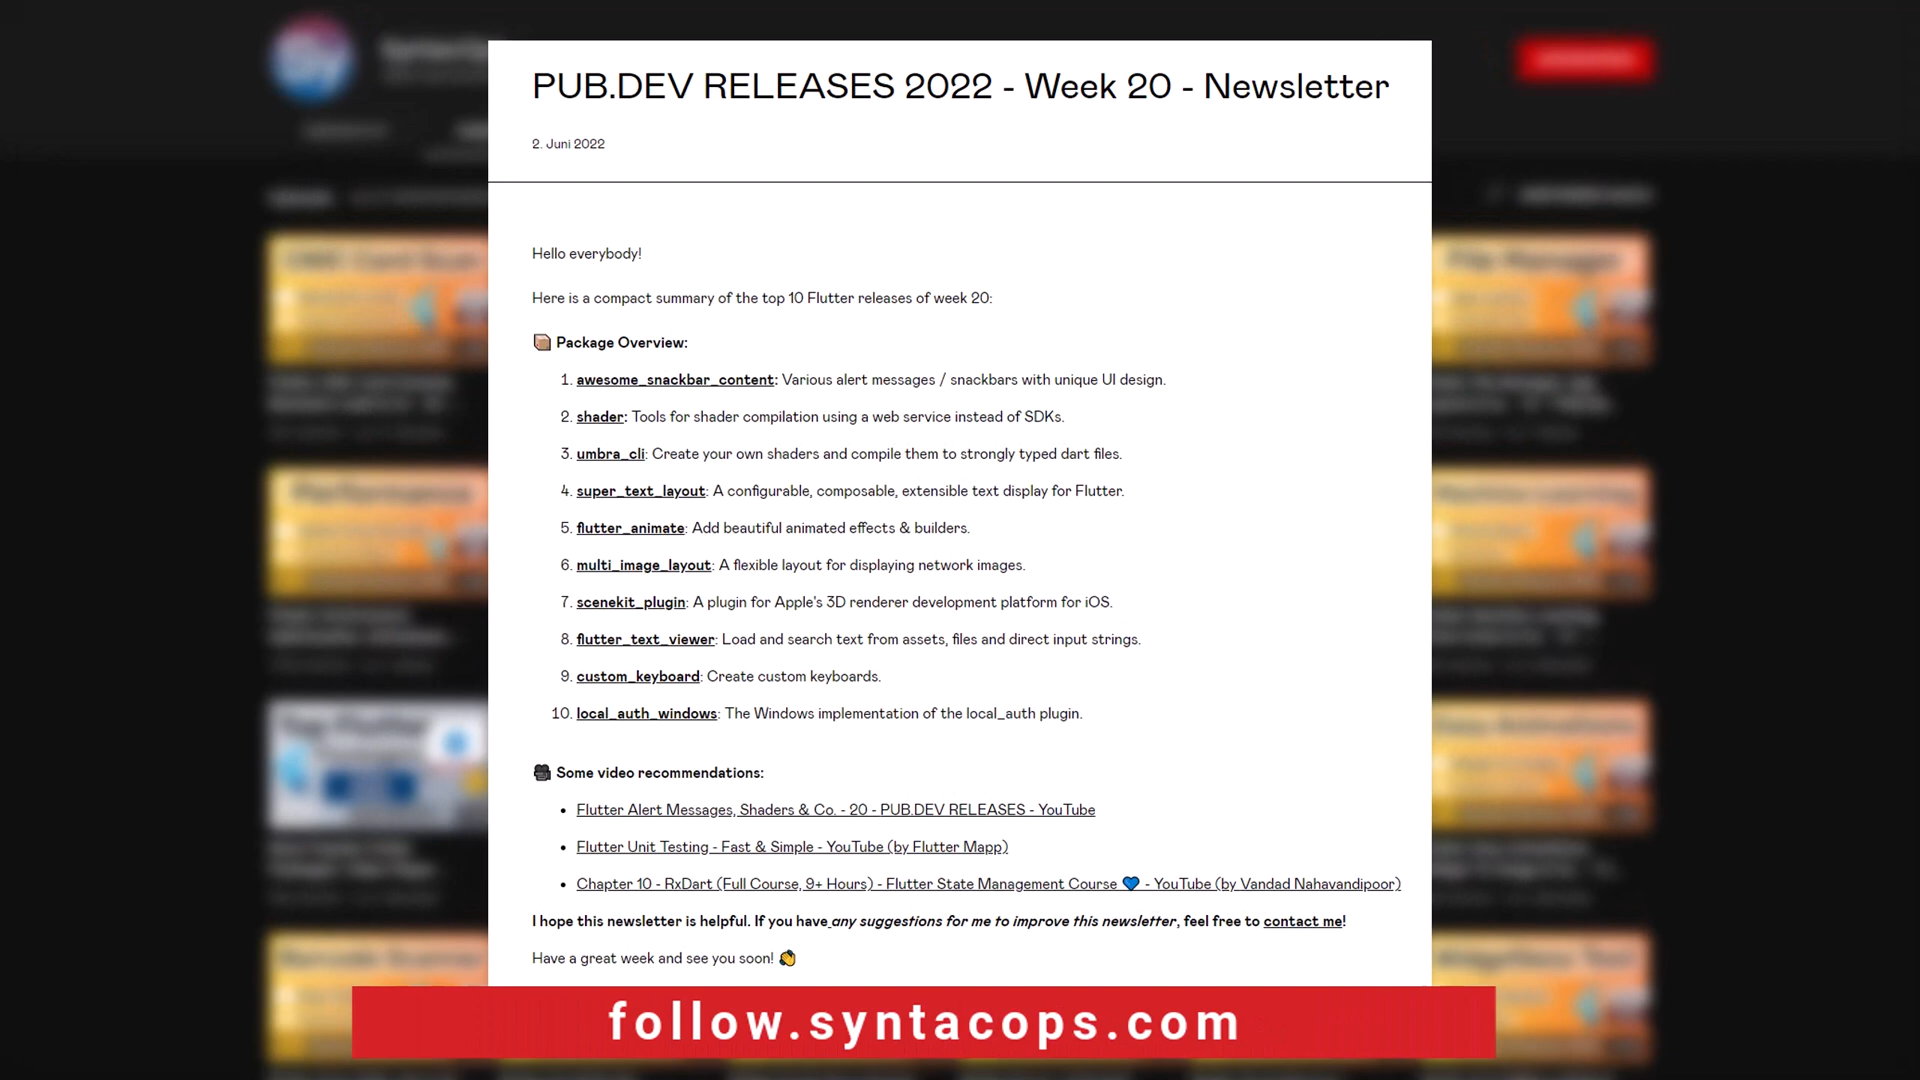 PUB.DEV RELEASES 2022 - Week 20 - Newsletter
2. Juni 2022
Hello everybody!
Here is a compact summary of the top 10 Flutter releases of week 20:
📦 Package Overview:
1. awesome_snackbar_content: Various alert messages / snackbars with unique UI design.
2. shader: Tools for shader compilation using a web service instead of SDKs.
3. umbra_cli: Create your own shaders and compile them to strongly typed dart files.
4. super_text_layout: A configurable, composable, extensible text display for Flutter.
5. flutter_animate: Add beautiful animated effects & builders.
6. multi_image_layout: A flexible layout for displaying network images.
7. scenekit_plugin: A plugin for Apple's 3D renderer development platform for iOS.
8. flutter_text_viewer: Load and search text from assets, files and direct input strings.
9. custom_keyboard: Create custom keyboards.
10. local_auth_windows: The Windows implementation of the local_auth plugin.
🎥 Some video recommendations:
• Flutter Alert Messages, Shaders & Co. - 20 - PUB.DEV RELEASES - YouTube
• Flutter Unit Testing - Fast & Simple - YouTube (by Flutter Mapp)
• Chapter 10 - RxDart (Full Course, 9+ Hours) - Flutter State Management Course 💙 - YouTube (by Vandad Nahavandipoor)
I hope this newsletter is helpful. If you have any suggestions for me to improve this newsletter, feel free to contact me!
Have a great week and see you soon! 👋
follow.syntacops.com
Performance
File Manager
Machine Learning